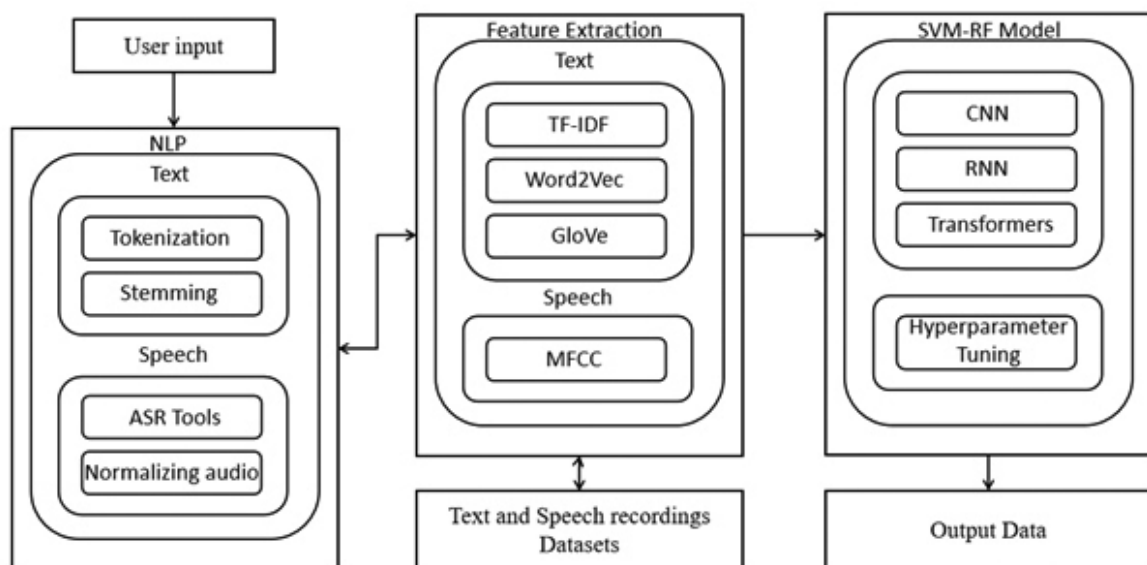 User input
NLP
Text
Tokenization
Stemming
Speech
ASR Tools
Normalizing audio
Feature Extraction
Text
TF-IDF
Word2Vec
GloVe
Speech
MFCC
Text and Speech recordings
Datasets
SVM-RF Model
CNN
RNN
Transformers
Hyperparameter
Tuning
Output Data